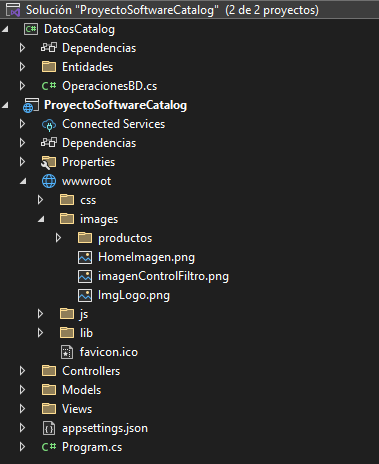 Solución "ProyectoSoftwareCatalog" (2 de 2 proyectos)
DatosCatalog
Dependencias
Entidades
OperacionesBD.cs
ProyectoSoftwareCatalog
Connected Services
Dependencias
Properties
wwwroot
css
images
productos
HomeImagen.png
imagenControlFiltro.png
ImgLogo.png
js
lib
favicon.ico
Controllers
Models
Views
appsettings.json
Program.cs